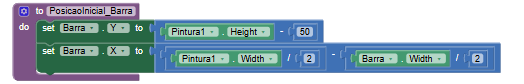 to PosicaoInicial_Barra
do set Barra . Y to Pintura1 . Height - 50
set Barra . X to Pintura1 . Width / 2 - Barra . Width / 2